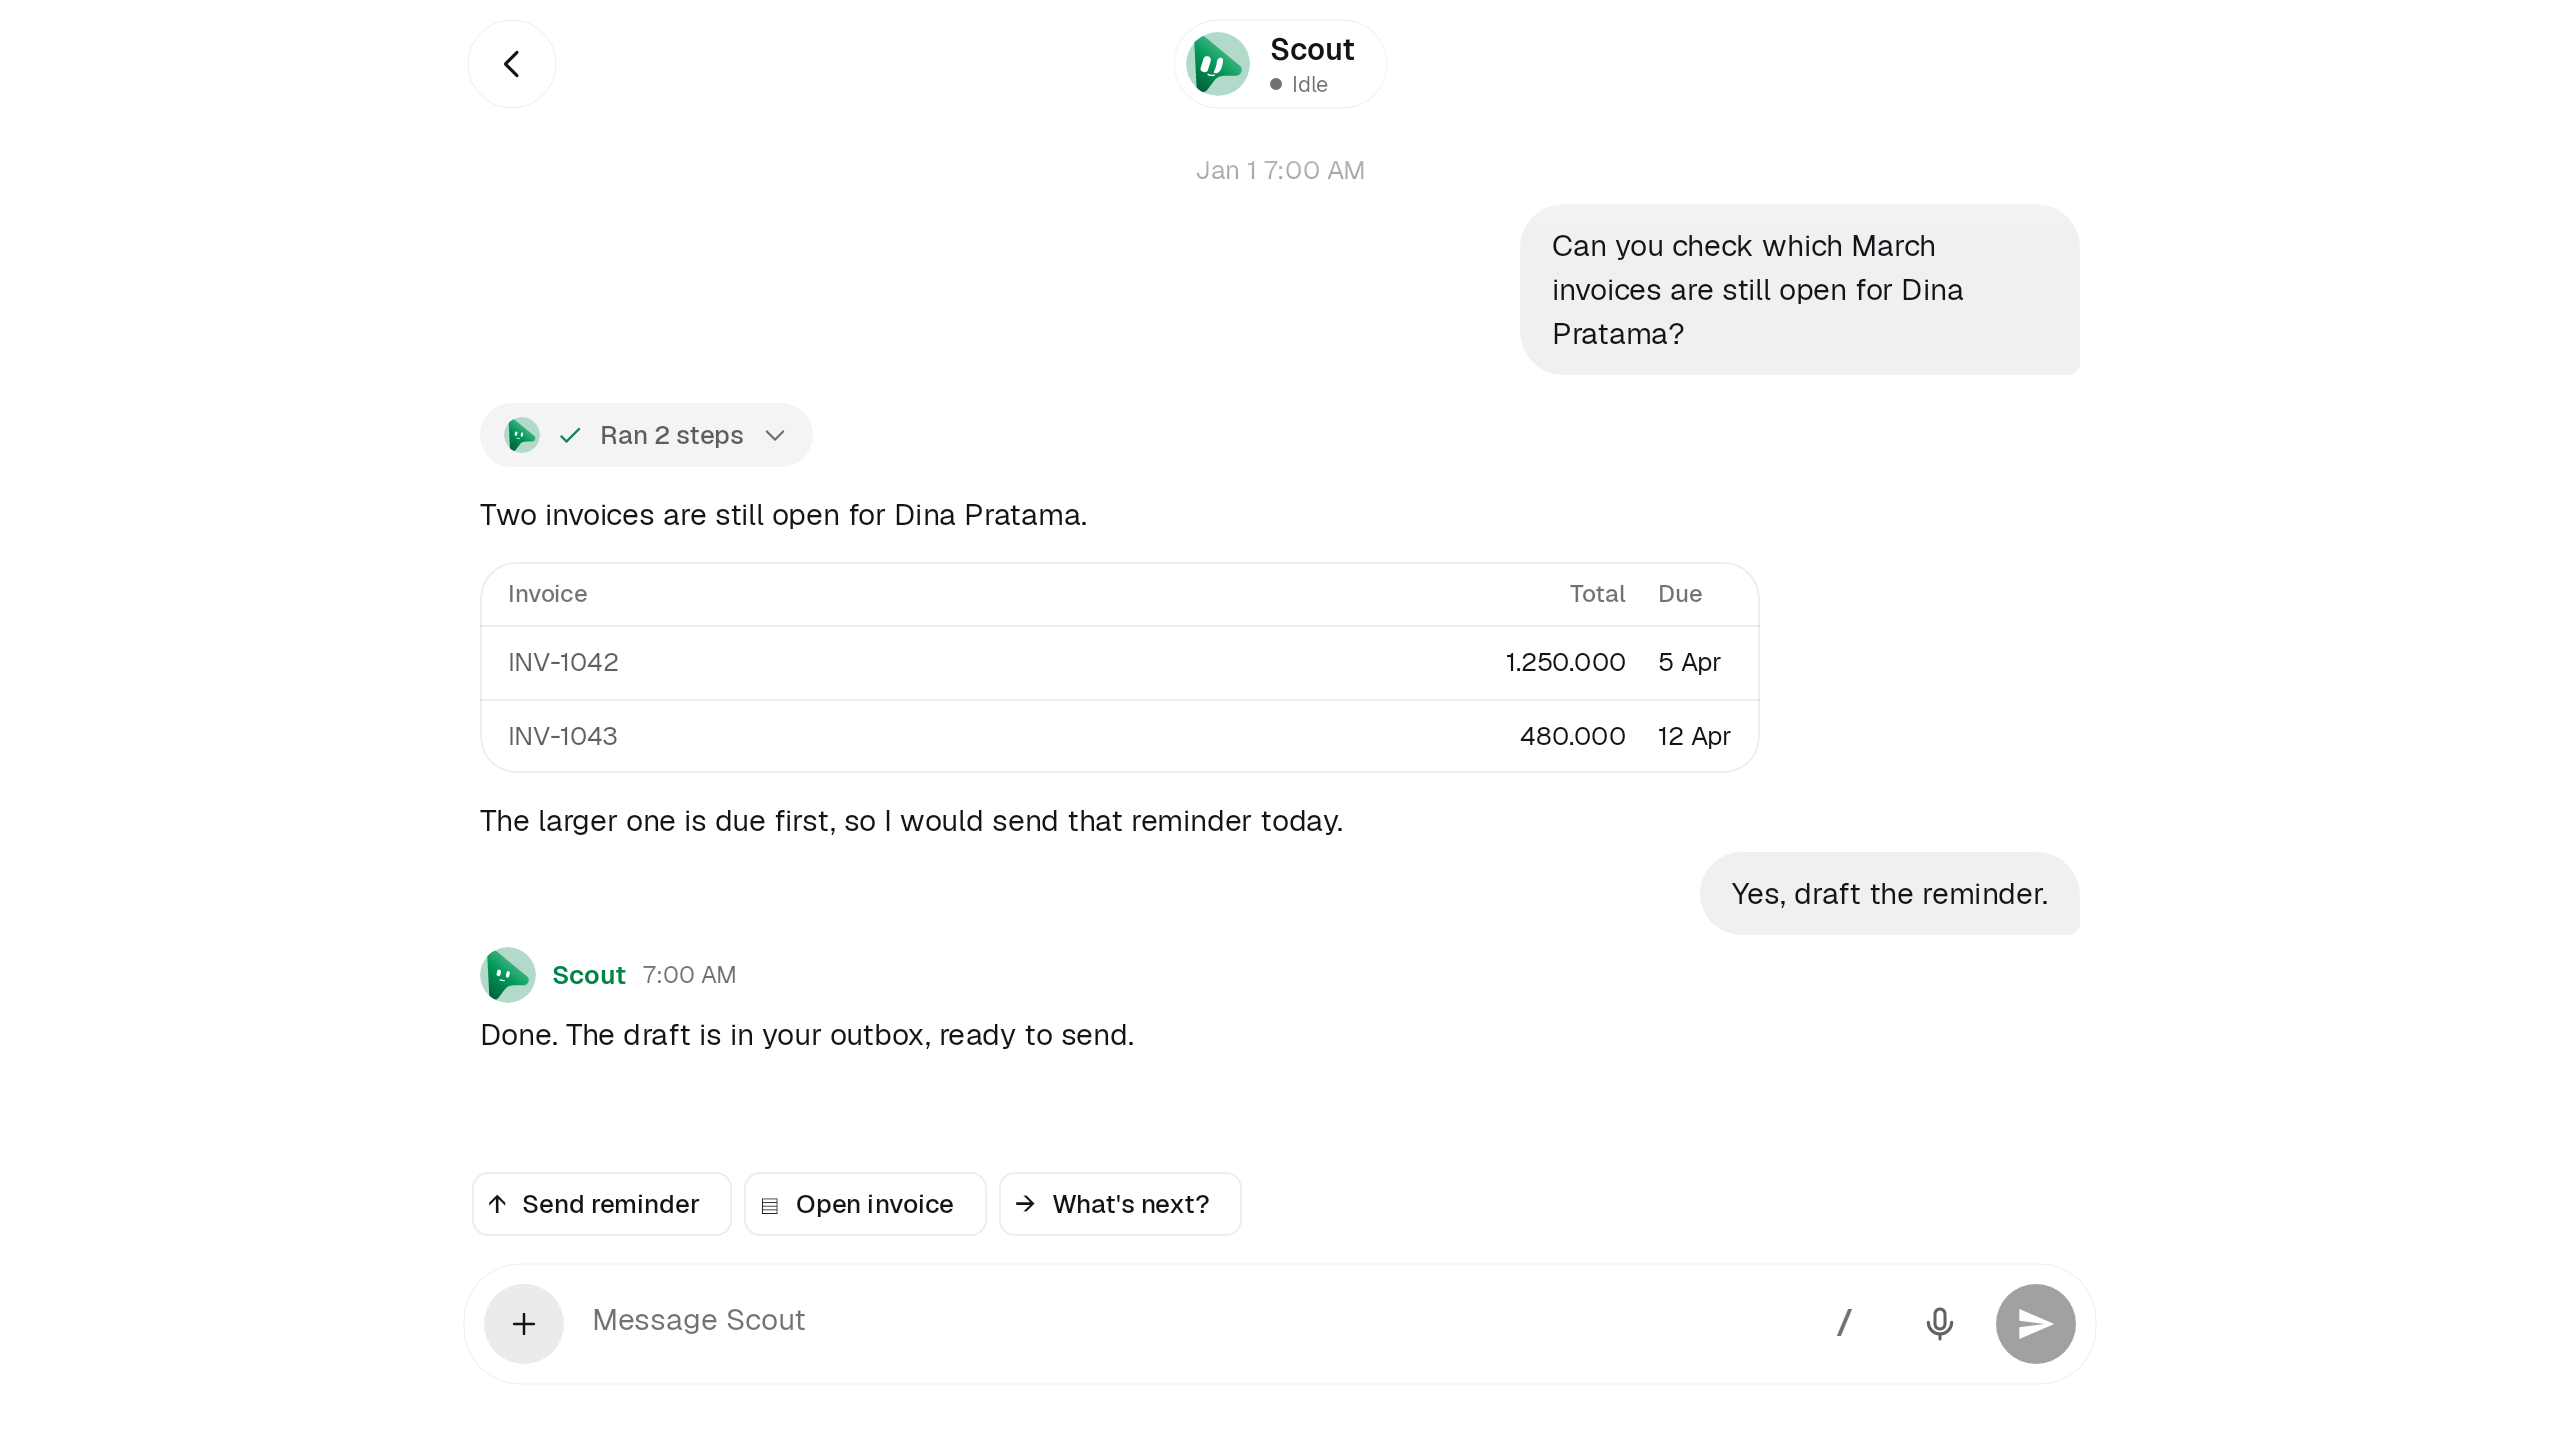 Scout
Idle
Jan 1 7:00 AM
Can you check which March
invoices are still open for Dina
Pratama?
Ran 2 steps
Two invoices are still open for Dina Pratama.
Invoice Total Due
INV-1042 1.250.000 5 Apr
INV-1043 480.000 12 Apr
The larger one is due first, so I would send that reminder today.
Yes, draft the reminder.
Scout 7:00 AM
Done. The draft is in your outbox, ready to send.
↑ Send reminder ▤ Open invoice → What's next?
+ Message Scout /